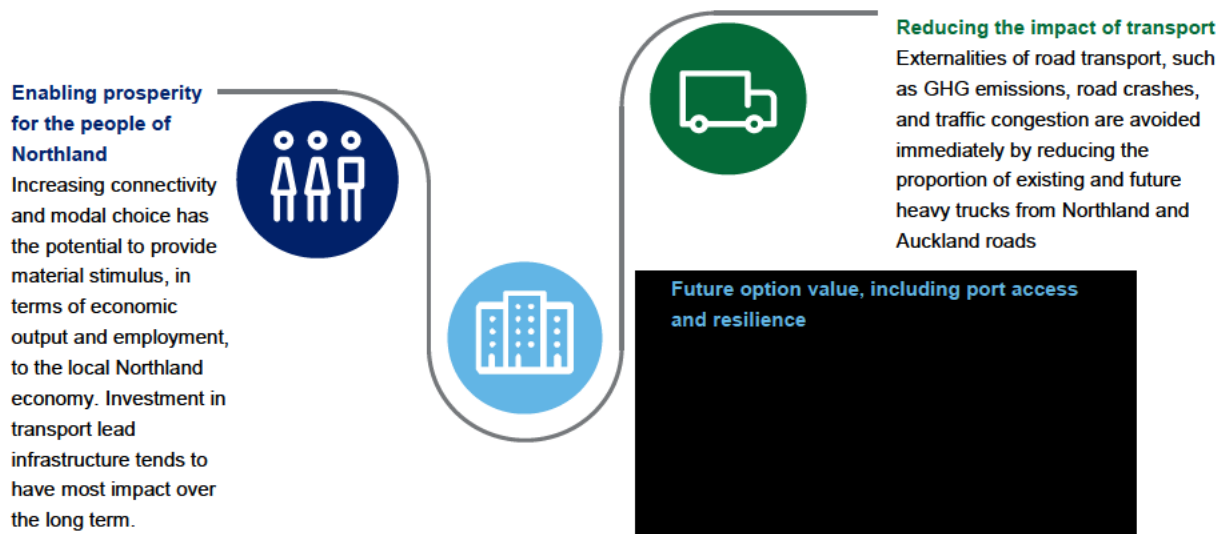 Enabling prosperity
for the people of
Northland
Increasing connectivity
and modal choice has
the potential to provide
material stimulus, in
terms of economic
output and employment,
to the local Northland
economy. Investment in
transport lead
infrastructure tends to
have most impact over
the long term.
Future option value, including port access
and resilience
Reducing the impact of transport
Externalities of road transport, such
as GHG emissions, road crashes,
and traffic congestion are avoided
immediately by reducing the
proportion of existing and future
heavy trucks from Northland and
Auckland roads